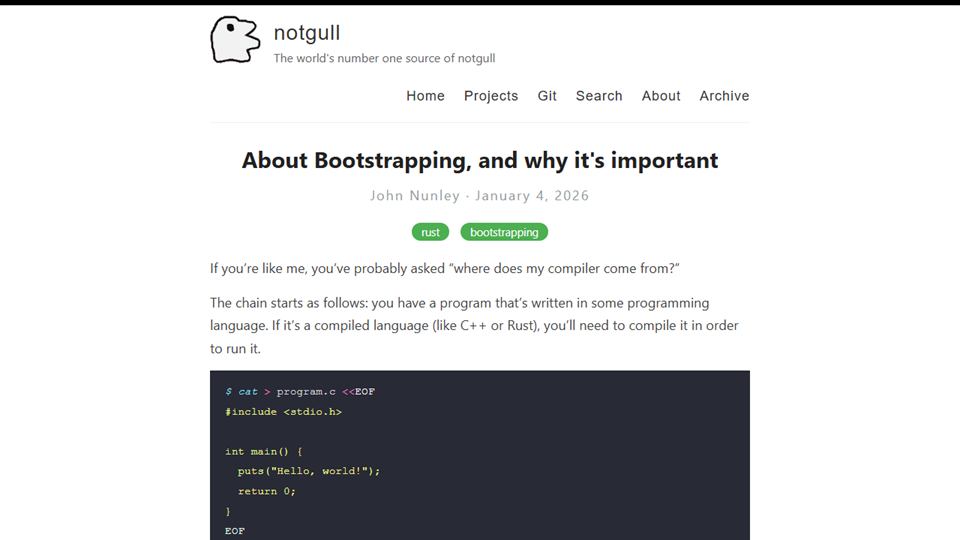 notgull
The world's number one source of notgull
Home Projects Git Search About Archive
About Bootstrapping, and why it's important
John Nunley · January 4, 2026
rust bootstrapping
If you’re like me, you’ve probably asked “where does my compiler come from?”
The chain starts as follows: you have a program that’s written in some programming
language. If it’s a compiled language (like C++ or Rust), you’ll need to compile it in order
to run it.
$ cat > program.c <<EOF
#include <stdio.h>
int main() {
  puts("Hello, world!");
  return 0;
}
EOF